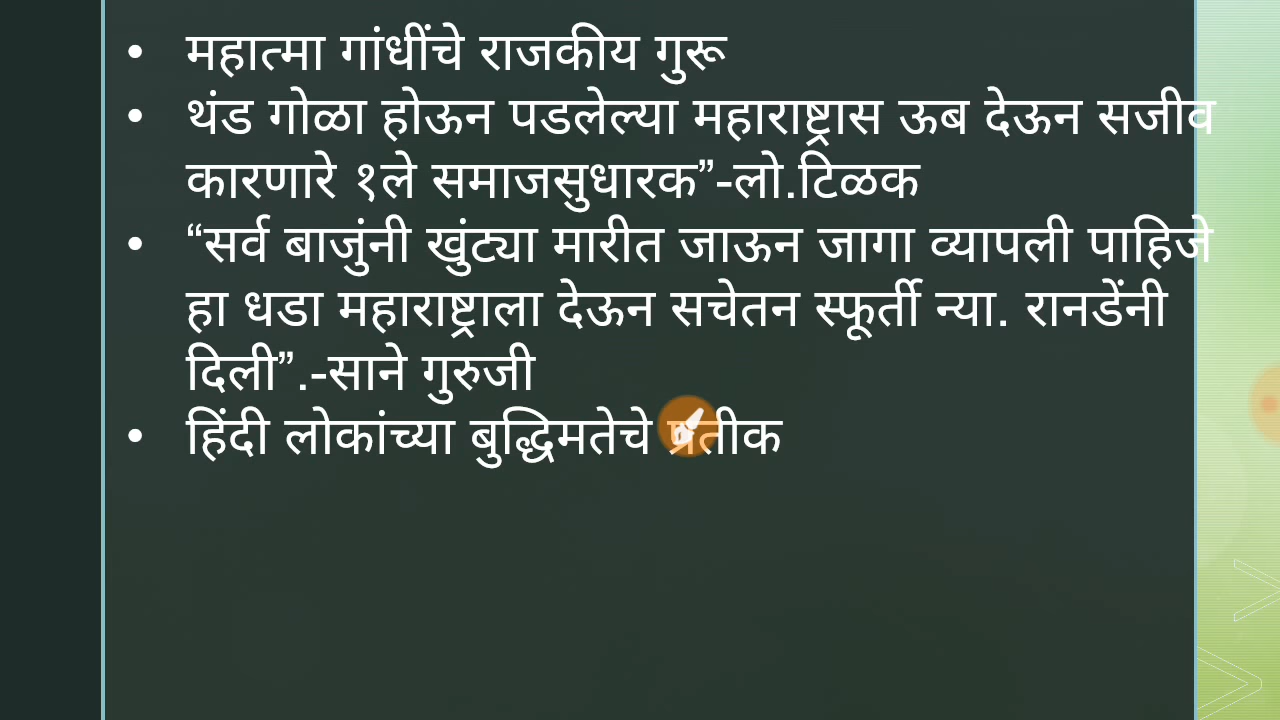 • महात्मा गांधींचे राजकीय गुरू
• थंड गोळा होऊन पडलेल्या महाराष्ट्रास ऊब देऊन सजीव
कारणारे १ले समाजसुधारक”-लो.टिळक
• “सर्व बाजुंनी खुंट्या मारीत जाऊन जागा व्यापली पाहिजे
हा धडा महाराष्ट्राला देऊन सचेतन स्फूर्ती न्या. रानडेंनी
दिली”.-साने गुरुजी
• हिंदी लोकांच्या बुद्धिमतेचे प्रतीक